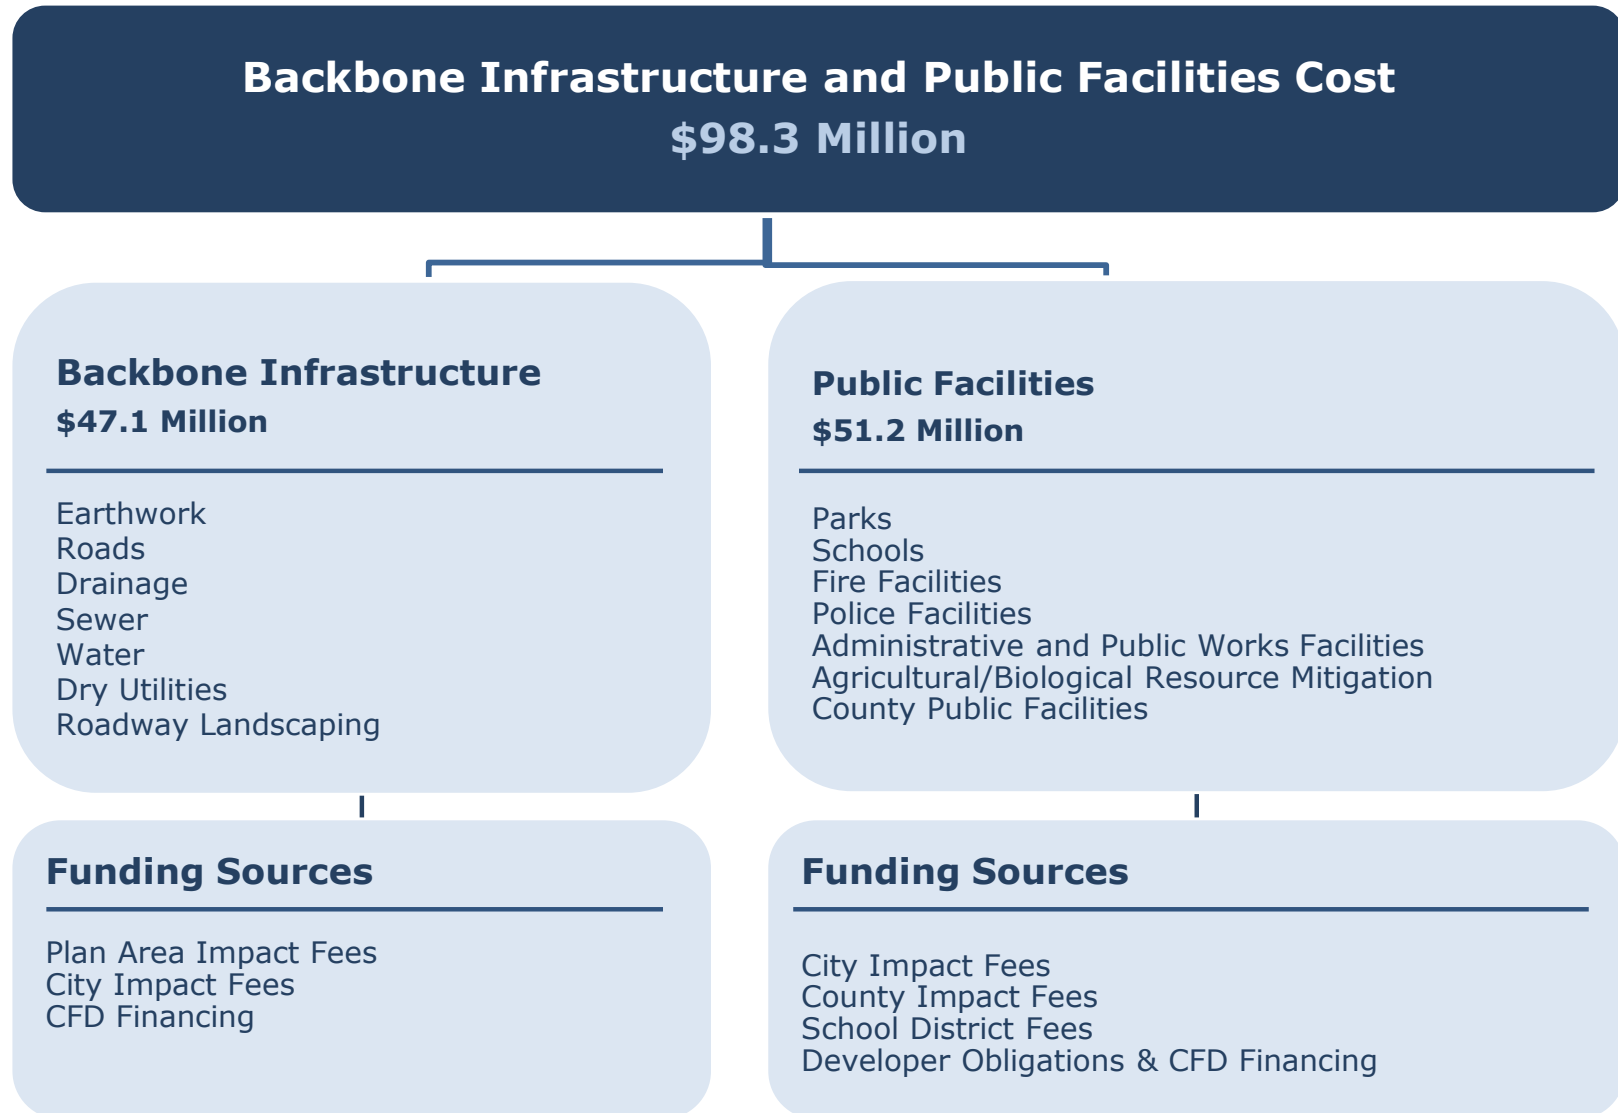 Backbone Infrastructure and Public Facilities Cost
$98.3 Million
Backbone Infrastructure
$47.1 Million
Earthwork
Roads
Drainage
Sewer
Water
Dry Utilities
Roadway Landscaping
Public Facilities
$51.2 Million
Parks
Schools
Fire Facilities
Police Facilities
Administrative and Public Works Facilities
Agricultural/Biological Resource Mitigation
County Public Facilities
Funding Sources
Plan Area Impact Fees
City Impact Fees
CFD Financing
Funding Sources
City Impact Fees
County Impact Fees
School District Fees
Developer Obligations & CFD Financing